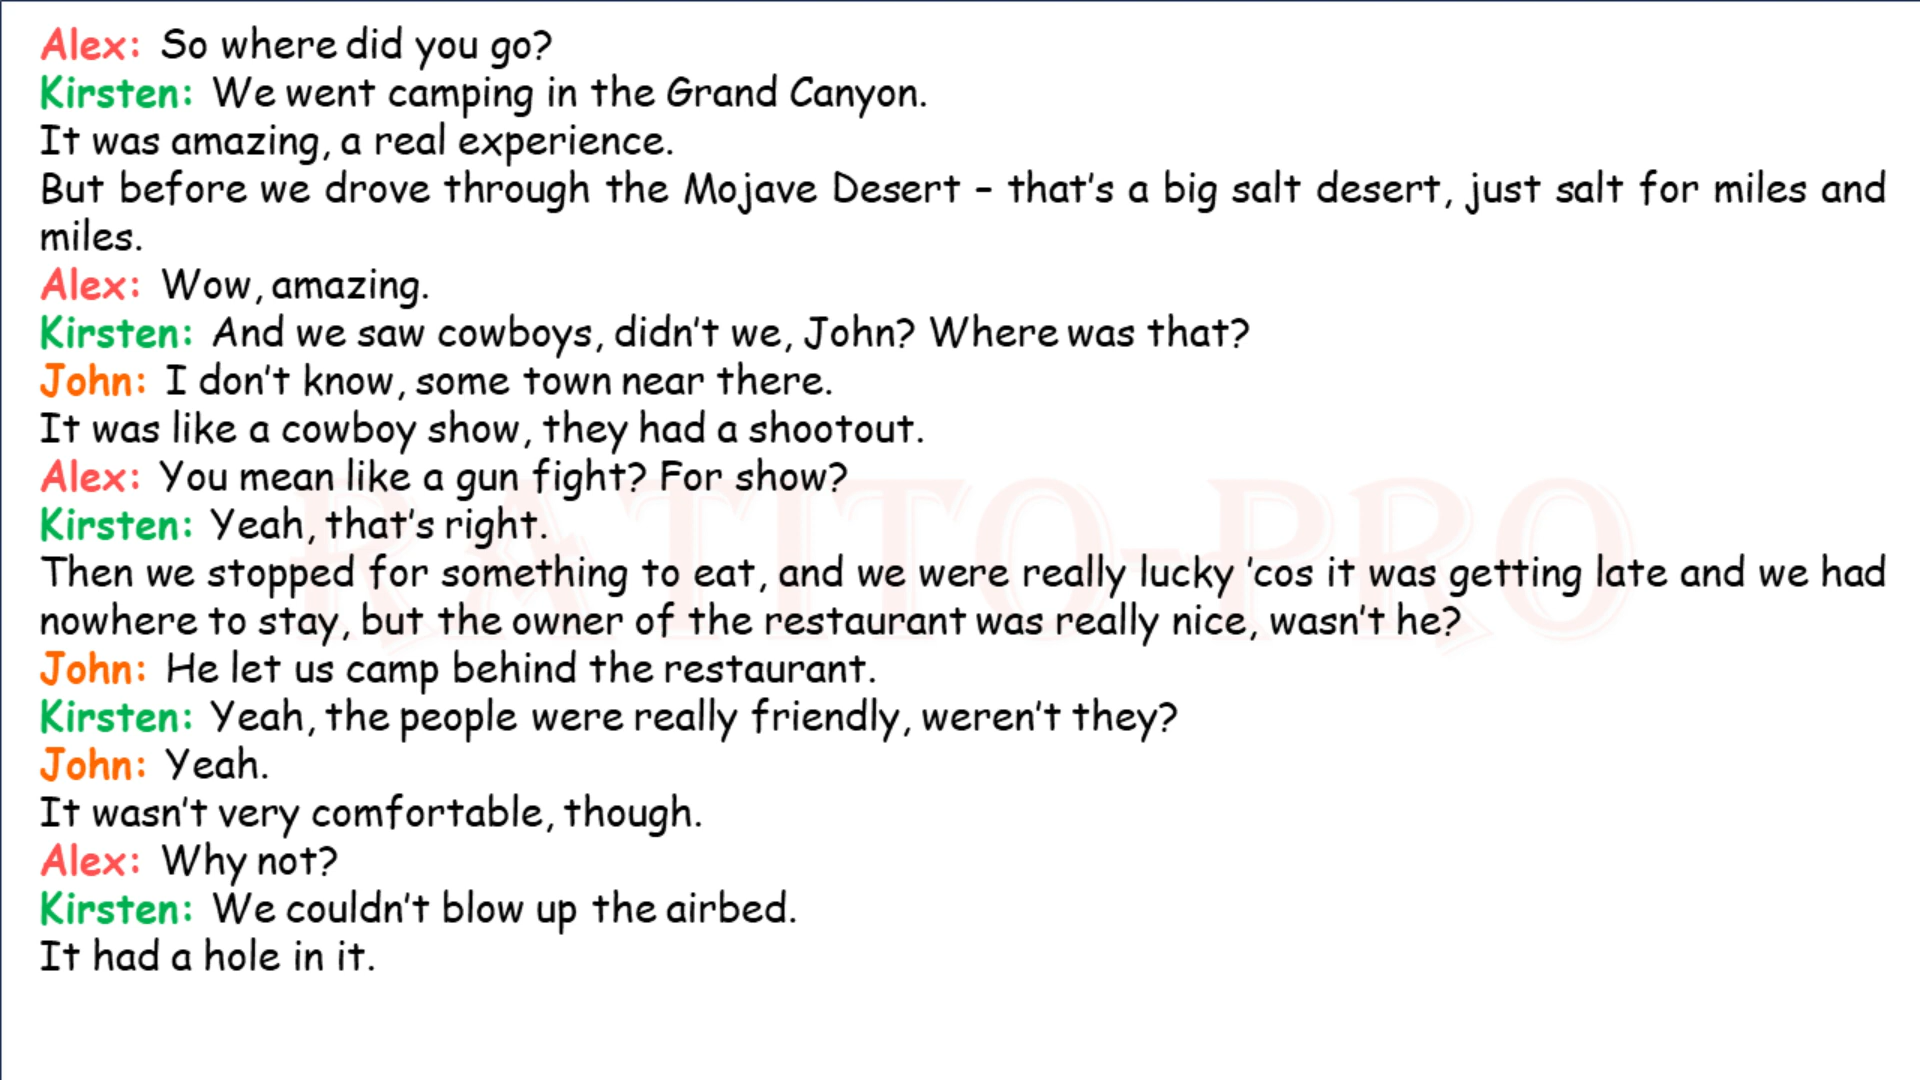 Alex: So where did you go?
Kirsten: We went camping in the Grand Canyon.
It was amazing, a real experience.
But before we drove through the Mojave Desert – that's a big salt desert, just salt for miles and
miles.
Alex: Wow, amazing.
Kirsten: And we saw cowboys, didn't we, John? Where was that?
John: I don't know, some town near there.
It was like a cowboy show, they had a shootout.
Alex: You mean like a gun fight? For show?
Kirsten: Yeah, that's right.
Then we stopped for something to eat, and we were really lucky 'cos it was getting late and we had
nowhere to stay, but the owner of the restaurant was really nice, wasn't he?
John: He let us camp behind the restaurant.
Kirsten: Yeah, the people were really friendly, weren't they?
John: Yeah.
It wasn't very comfortable, though.
Alex: Why not?
Kirsten: We couldn't blow up the airbed.
It had a hole in it.
RATITO-PRO